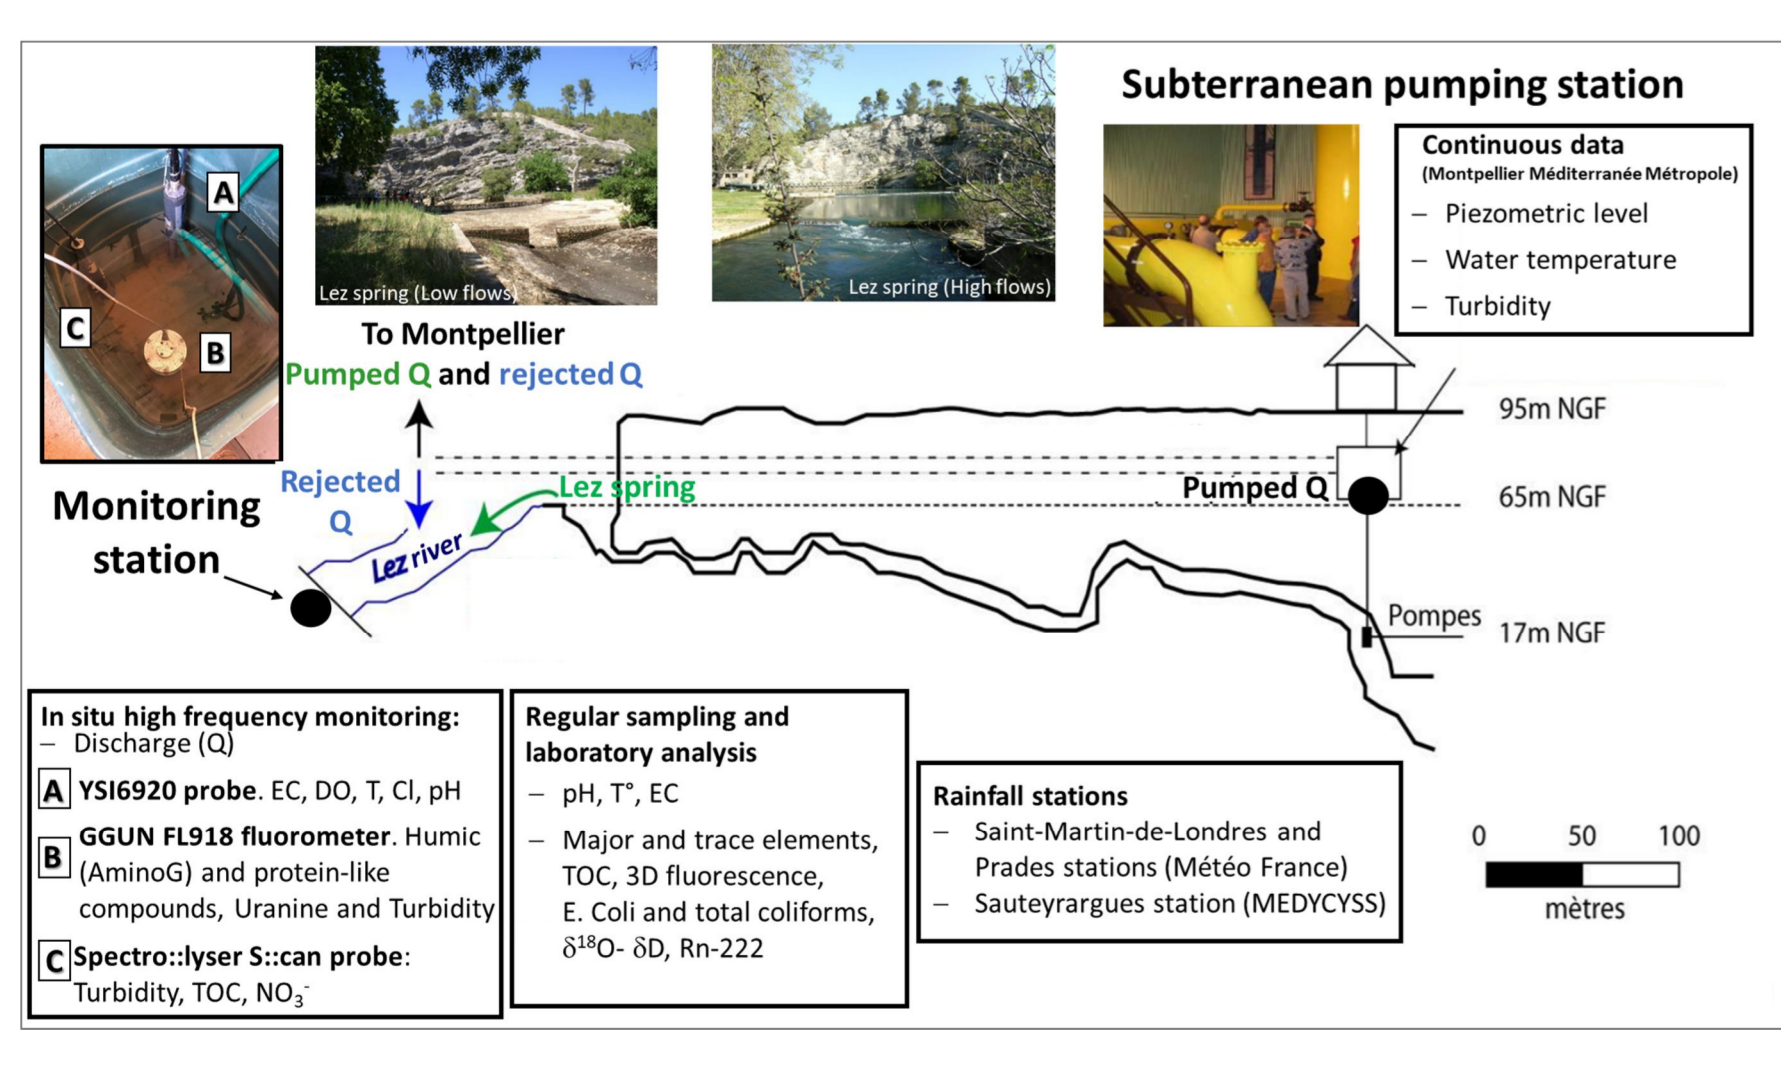 Subterranean pumping station
Continuous data
(Montpellier Méditerranée Métropole)
– Piezometric level
– Water temperature
– Turbidity
A
C
B
Lez spring (Low flows)
Lez spring (High flows)
To Montpellier
Pumped Q and rejected Q
95m NGF
Rejected
Q
Lez spring
Pumped Q
65m NGF
Monitoring
station
Lez river
Pompes
17m NGF
In situ high frequency monitoring:
– Discharge (Q)
A YSI6920 probe. EC, DO, T, Cl, pH
B GGUN FL918 fluorometer. Humic
(AminoG) and protein-like
compounds, Uranine and Turbidity
C Spectro::lyser S::can probe:
Turbidity, TOC, NO₃⁻
Regular sampling and
laboratory analysis
– pH, T°, EC
– Major and trace elements,
TOC, 3D fluorescence,
E. Coli and total coliforms,
δ¹⁸O- δD, Rn-222
Rainfall stations
– Saint-Martin-de-Londres and
Prades stations (Météo France)
– Sauteyrargues station (MEDYCYSS)
0 50 100
mètres